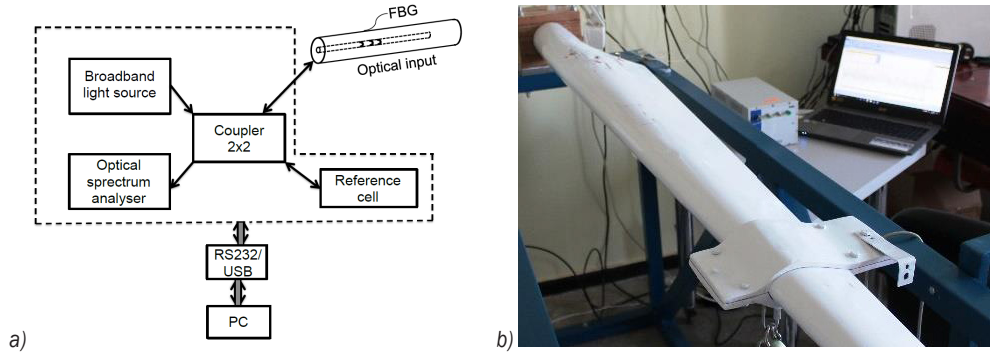 FBG
Optical input
Broadband
light source
Coupler
2x2
Optical
sprectrum
analyser
Reference
cell
RS232/
USB
PC
a)
b)